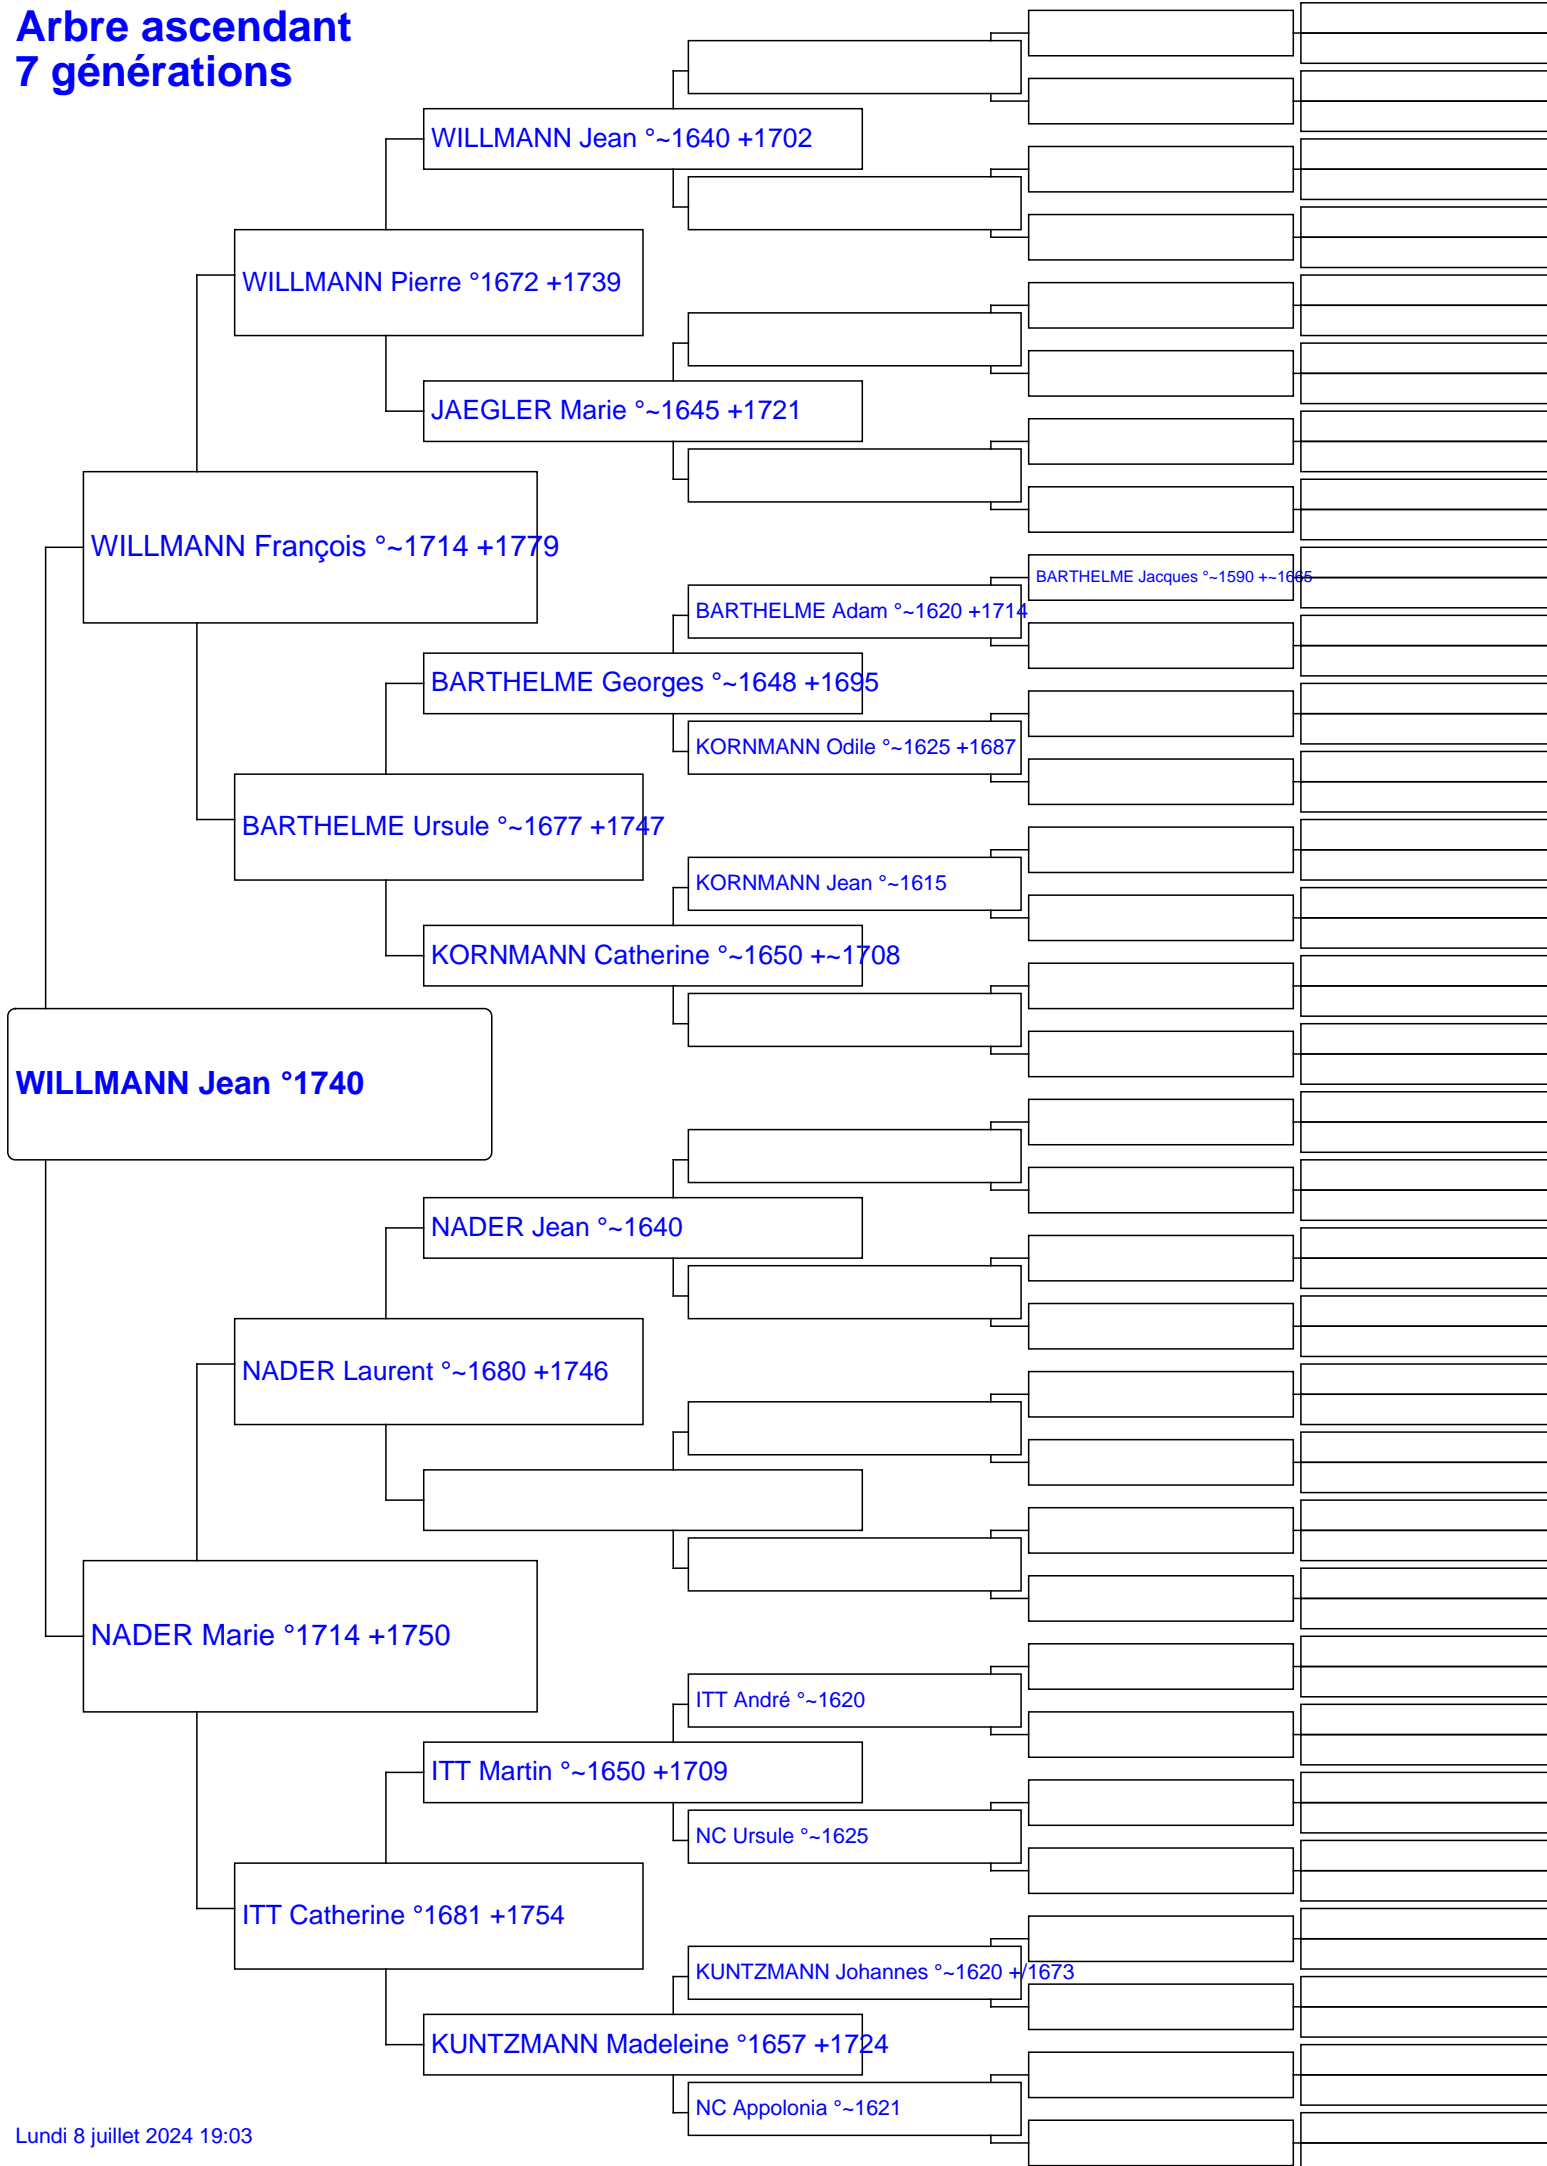 Arbre ascendant
7 générations
WILLMANN Jean °~1640 +1702
WILLMANN Pierre °1672 +1739
JAEGLER Marie °~1645 +1721
WILLMANN François °~1714 +1779
BARTHELME Jacques °~1590 +~1665
BARTHELME Adam °~1620 +1714
BARTHELME Georges °~1648 +1695
KORNMANN Odile °~1625 +1687
BARTHELME Ursule °~1677 +1747
KORNMANN Jean °~1615
KORNMANN Catherine °~1650 +~1708
WILLMANN Jean °1740
NADER Jean °~1640
NADER Laurent °~1680 +1746
NADER Marie °1714 +1750
ITT André °~1620
ITT Martin °~1650 +1709
NC Ursule °~1625
ITT Catherine °1681 +1754
KUNTZMANN Johannes °~1620 +/1673
KUNTZMANN Madeleine °1657 +1724
NC Appolonia °~1621
Lundi 8 juillet 2024 19:03